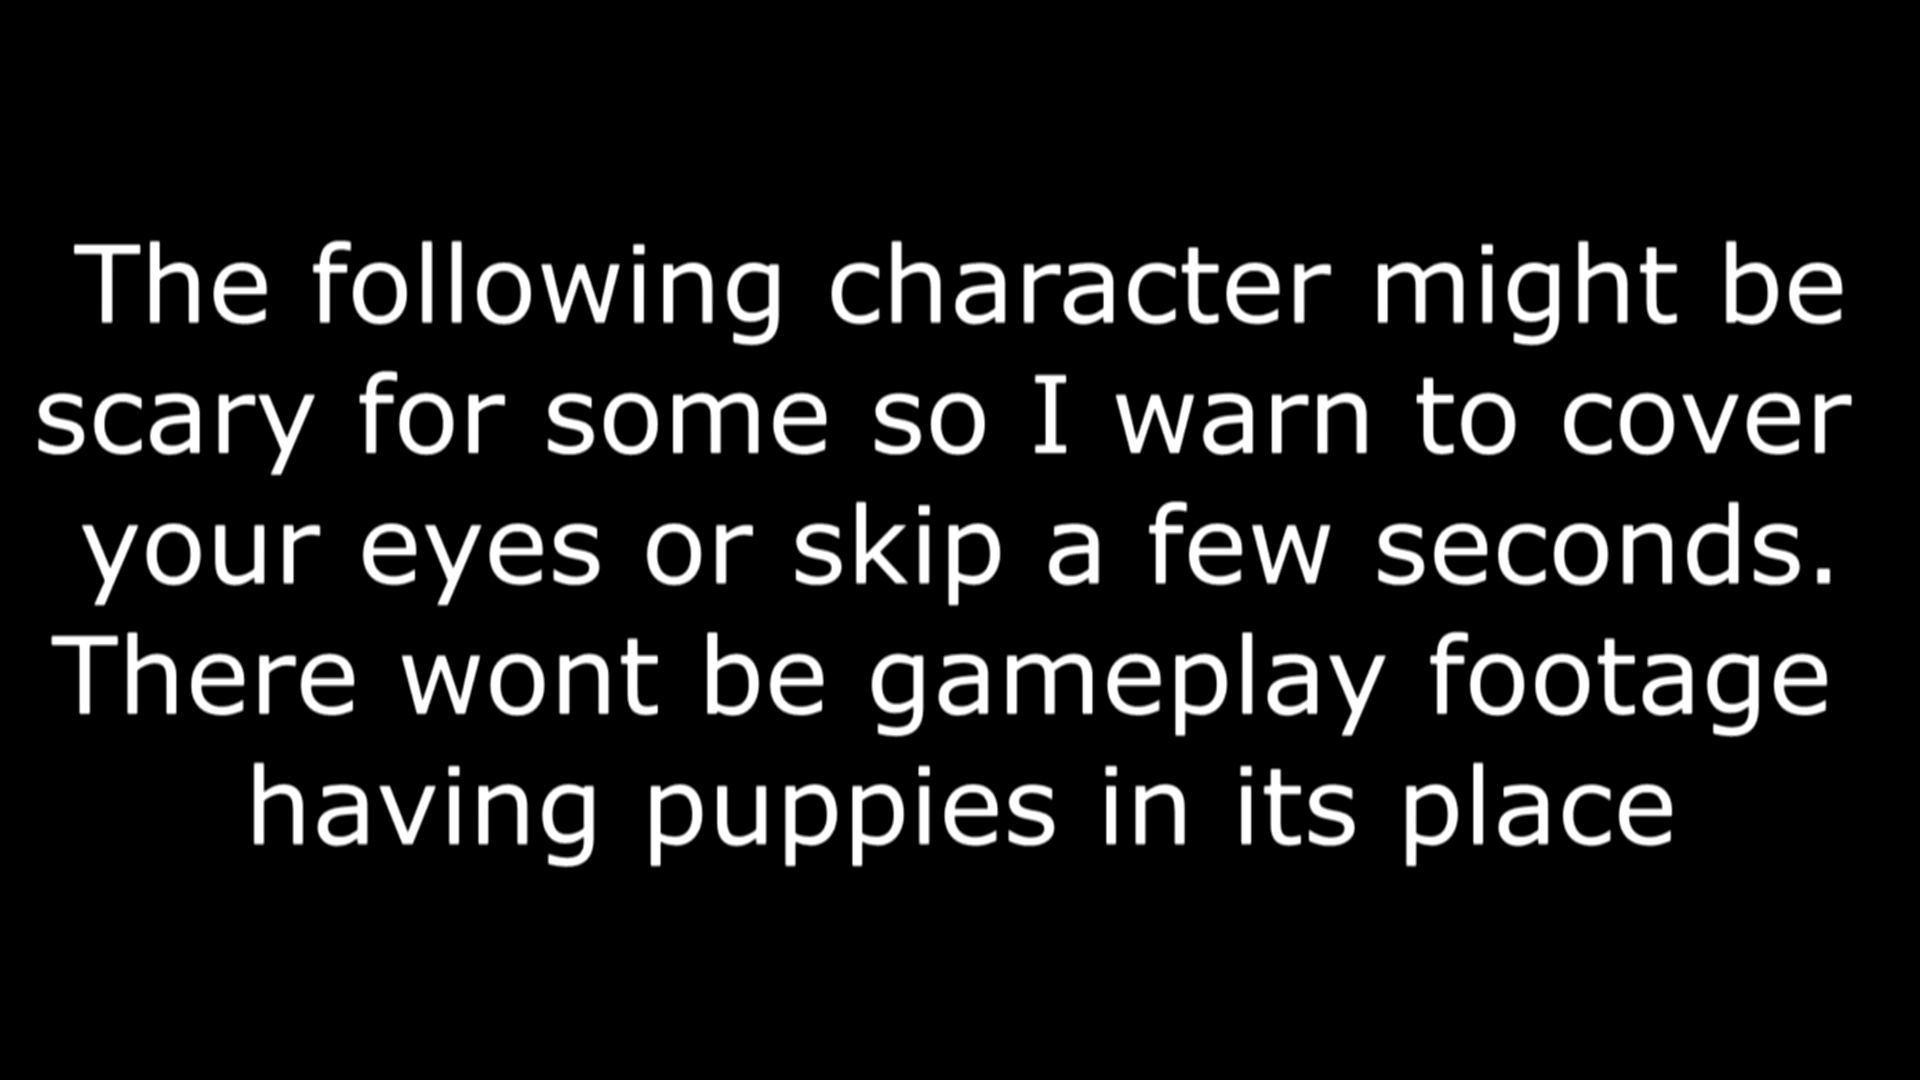 The following character might be
scary for some so I warn to cover
your eyes or skip a few seconds.
There wont be gameplay footage
having puppies in its place